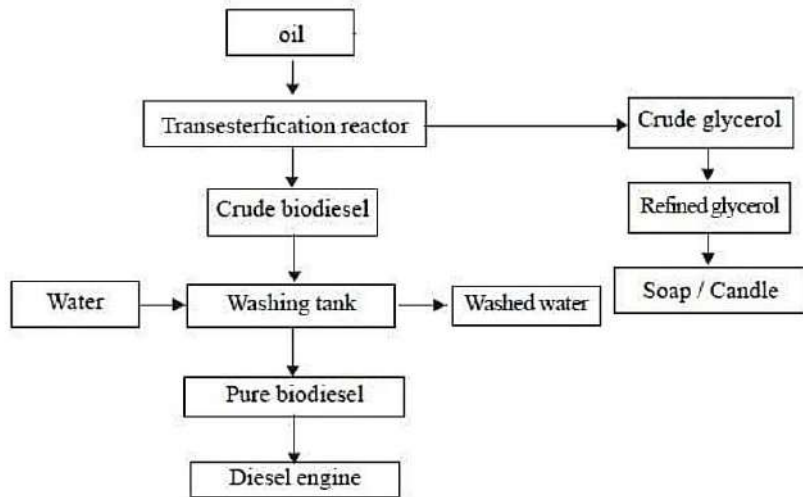 oil
Transesterfication reactor
Crude glycerol
Crude biodiesel
Refined glycerol
Water
Washing tank
Washed water
Soap / Candle
Pure biodiesel
Diesel engine